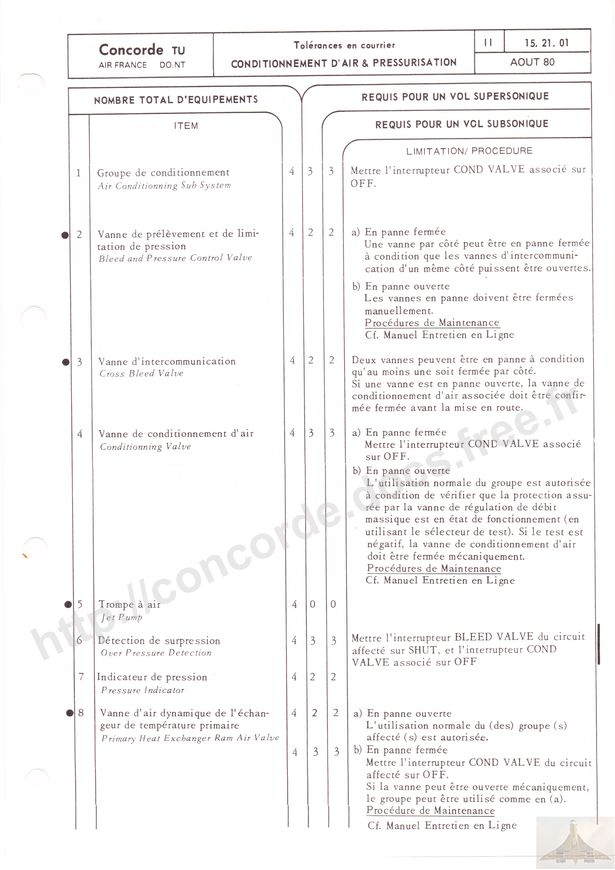 Concorde TU
AIR FRANCE DO.NT
Tolérances en courrier
CONDITIONNEMENT D'AIR & PRESSURISATION
II
15. 21. 01
AOUT 80
NOMBRE TOTAL D'EQUIPEMENTS
REQUIS POUR UN VOL SUPERSONIQUE
ITEM
REQUIS POUR UN VOL SUBSONIQUE
LIMITATION/ PROCEDURE
1 Groupe de conditionnement 4 3 3 Mettre l'interrupteur COND VALVE associé sur
Air Conditionning Sub System OFF.
2 Vanne de prélèvement et de limi- 4 2 2 a) En panne fermée
tation de pression Une vanne par côté peut être en panne fermée
Bleed and Pressure Control Valve à condition que les vannes d'intercommuni-
cation d'un même côté puissent être ouvertes.
b) En panne ouverte
Les vannes en panne doivent être fermées
manuellement.
Procédures de Maintenance
Cf. Manuel Entretien en Ligne
3 Vanne d'intercommunication 4 2 2 Deux vannes peuvent être en panne à condition
Cross Bleed Valve qu'au moins une soit fermée par côté.
Si une vanne est en panne ouverte, la vanne de
conditionnement d'air associée doit être confir-
mée fermée avant la mise en route.
4 Vanne de conditionnement d'air 4 3 3 a) En panne fermée
Conditionning Valve Mettre l'interrupteur COND VALVE associé
sur OFF.
b) En panne ouverte
L'utilisation normale du groupe est autorisée
à condition de vérifier que la protection assu-
rée par la vanne de régulation de débit
massique est en état de fonctionnement (en
utilisant le sélecteur de test). Si le test est
négatif, la vanne de conditionnement d'air
doit être fermée mécaniquement.
Procédures de Maintenance
Cf. Manuel Entretien en Ligne
5 Trompe à air 4 0 0
Jet Pump
6 Détection de surpression 4 3 3 Mettre l'interrupteur BLEED VALVE du circuit
Over Pressure Detection affecté sur SHUT, et l'interrupteur COND
VALVE associé sur OFF
7 Indicateur de pression 4 2 2
Pressure Indicator
8 Vanne d'air dynamique de l'échan- 4 2 2 a) En panne ouverte
geur de température primaire L'utilisation normale du (des) groupe (s)
Primary Heat Exchanger Ram Air Valve affecté (s) est autorisée.
4 3 3 b) En panne fermée
Mettre l'interrupteur COND VALVE du circuit
affecté sur OFF.
Si la vanne peut être ouverte mécaniquement,
le groupe peut être utilisé comme en (a).
Procédure de Maintenance
Cf. Manuel Entretien en Ligne
http://concorde.docs.free.fr